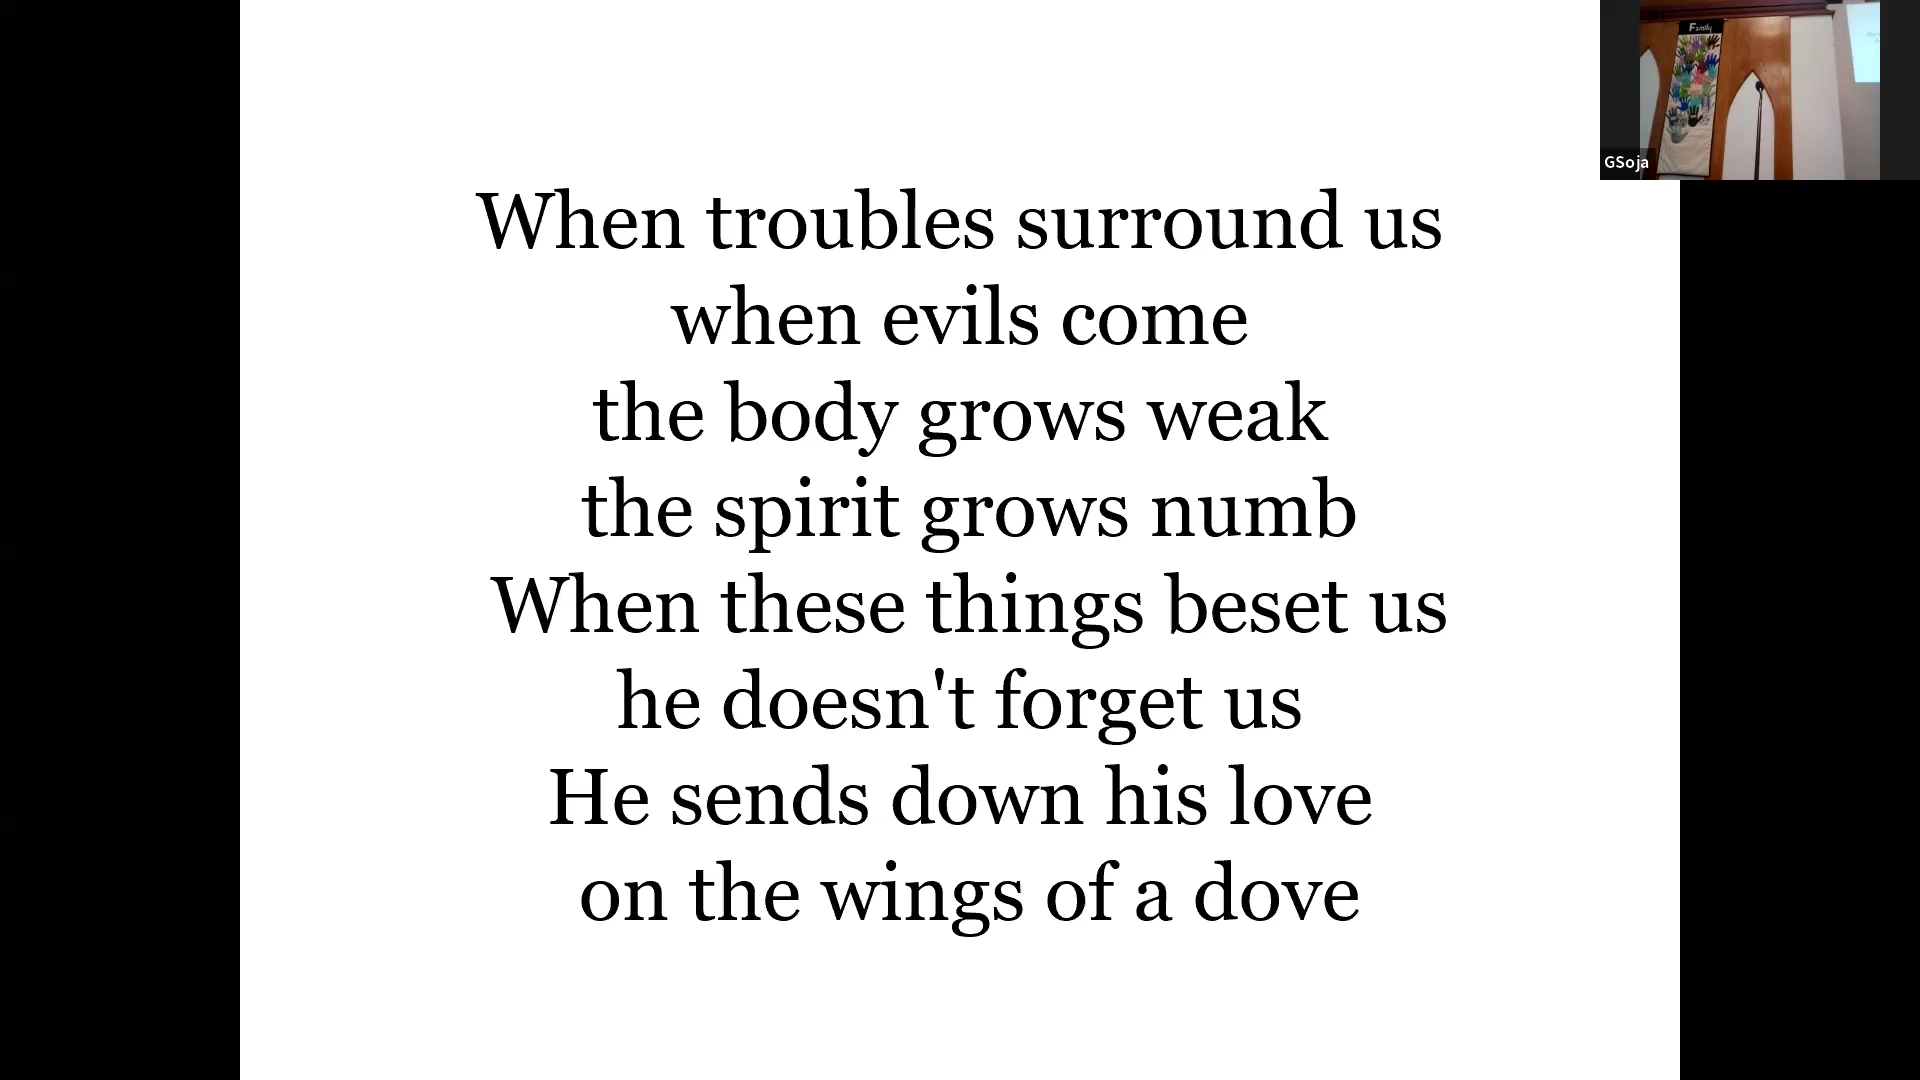 When troubles surround us
when evils come
the body grows weak
the spirit grows numb
When these things beset us
he doesn't forget us
He sends down his love
on the wings of a dove
Family
GSoja